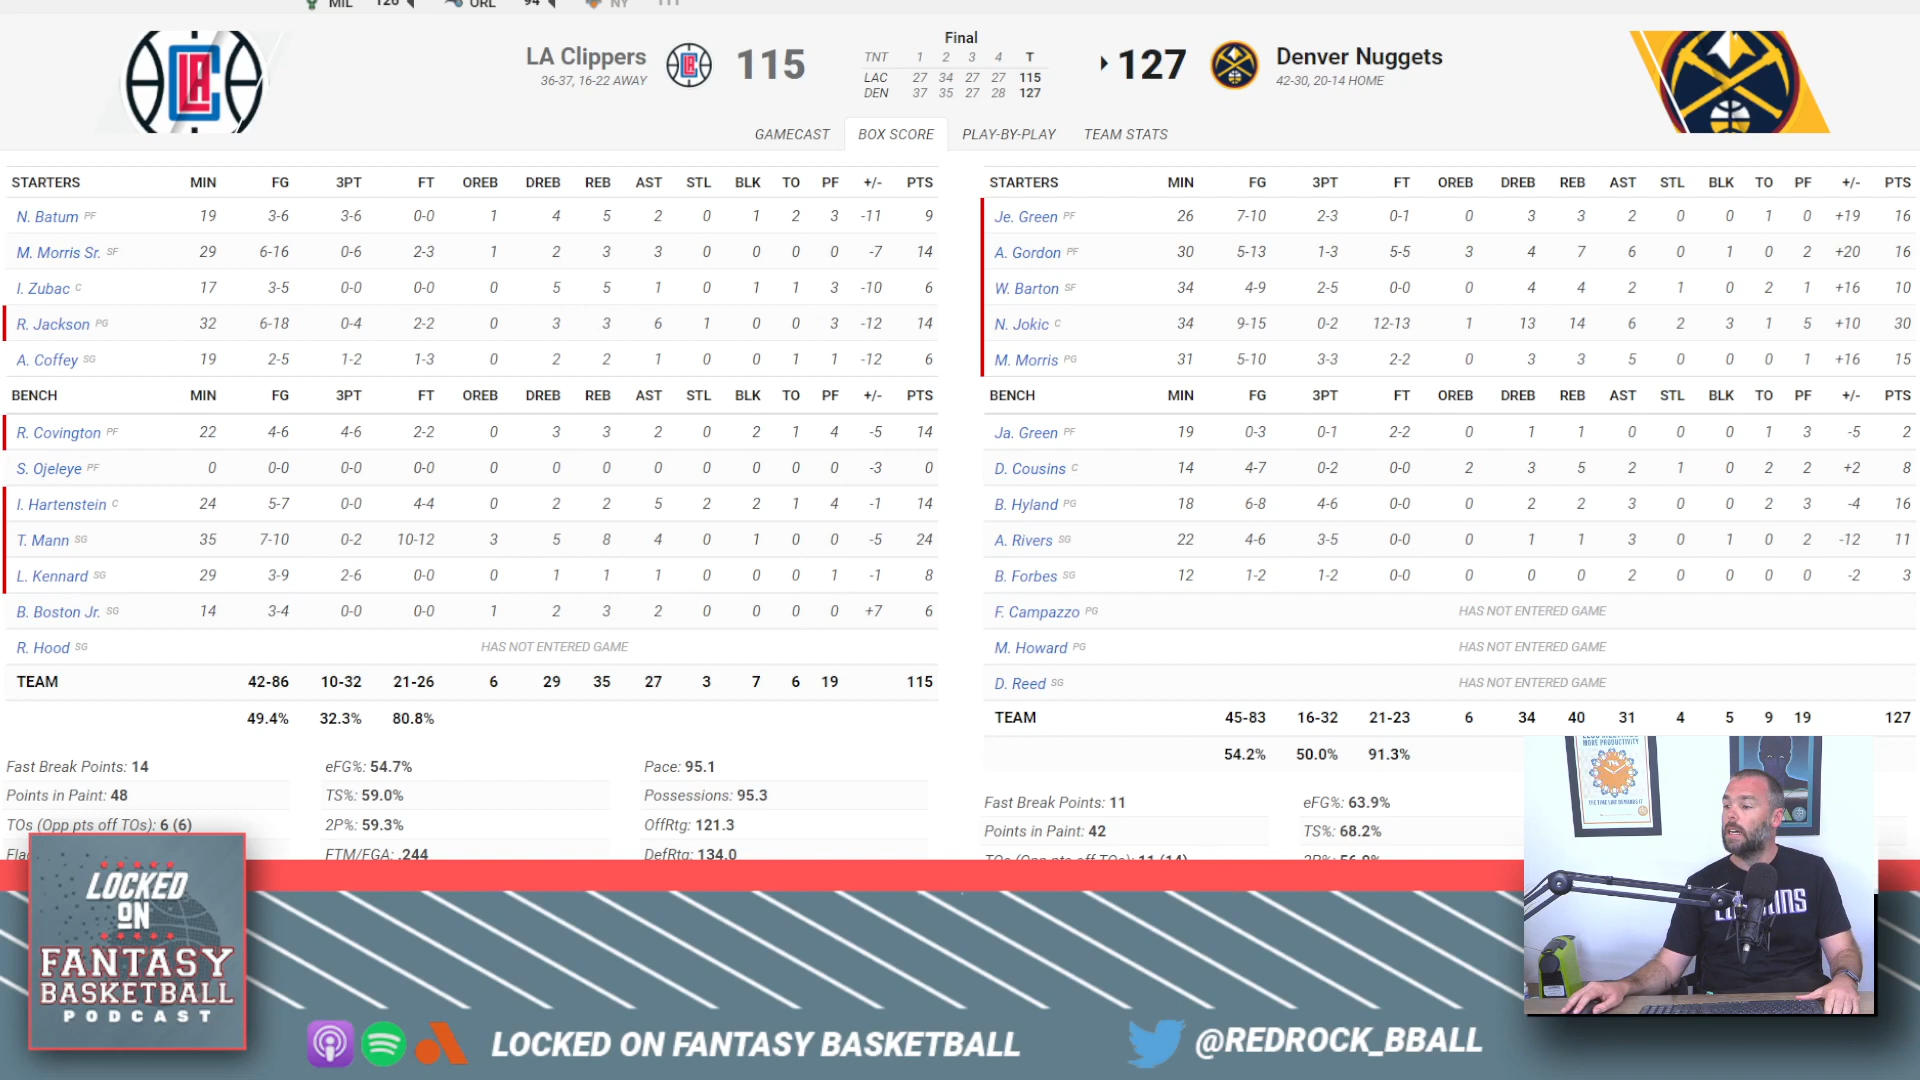 MIL 126 ORL 94 NY 111
Final
LA Clippers 115 127 Denver Nuggets
36-37, 16-22 AWAY 42-30, 20-14 HOME
TNT 1 2 3 4 T
LAC 27 34 27 27 115
DEN 37 35 27 28 127
GAMECAST BOX SCORE PLAY-BY-PLAY TEAM STATS
STARTERS MIN FG 3PT FT OREB DREB REB AST STL BLK TO PF +/- PTS
N. Batum PF 19 3-6 3-6 0-0 1 4 5 2 0 1 2 3 -11 9
M. Morris Sr. SF 29 6-16 0-6 2-3 1 2 3 3 0 0 0 0 -7 14
I. Zubac C 17 3-5 0-0 0-0 0 5 5 1 0 1 1 3 -10 6
R. Jackson PG 32 6-18 0-4 2-2 0 3 3 6 1 0 0 3 -12 14
A. Coffey SG 19 2-5 1-2 1-3 0 2 2 1 0 0 1 1 -12 6
BENCH MIN FG 3PT FT OREB DREB REB AST STL BLK TO PF +/- PTS
R. Covington PF 22 4-6 4-6 2-2 0 3 3 2 0 2 1 4 -5 14
S. Ojeleye PF 0 0-0 0-0 0-0 0 0 0 0 0 0 0 0 -3 0
I. Hartenstein C 24 5-7 0-0 4-4 0 2 2 5 2 2 1 4 -1 14
T. Mann SG 35 7-10 0-2 10-12 3 5 8 4 0 1 0 0 -5 24
L. Kennard SG 29 3-9 2-6 0-0 0 1 1 1 0 0 0 1 -1 8
B. Boston Jr. SG 14 3-4 0-0 0-0 1 2 3 2 0 0 0 0 +7 6
R. Hood SG HAS NOT ENTERED GAME
TEAM 42-86 10-32 21-26 6 29 35 27 3 7 6 19 115
49.4% 32.3% 80.8%
Fast Break Points: 14 eFG%: 54.7% Pace: 95.1
Points in Paint: 48 TS%: 59.0% Possessions: 95.3
TOs (Opp pts off TOs): 6 (6) 2P%: 59.3% OffRtg: 121.3
FTM/FGA: .244 DefRtg: 134.0
STARTERS MIN FG 3PT FT OREB DREB REB AST STL BLK TO PF +/- PTS
Je. Green PF 26 7-10 2-3 0-1 0 3 3 2 0 0 1 0 +19 16
A. Gordon PF 30 5-13 1-3 5-5 3 4 7 6 0 1 0 2 +20 16
W. Barton SF 34 4-9 2-5 0-0 0 4 4 2 1 0 2 1 +16 10
N. Jokic C 34 9-15 0-2 12-13 1 13 14 6 2 3 1 5 +10 30
M. Morris PG 31 5-10 3-3 2-2 0 3 3 5 0 0 0 1 +16 15
BENCH MIN FG 3PT FT OREB DREB REB AST STL BLK TO PF +/- PTS
Ja. Green PF 19 0-3 0-1 2-2 0 1 1 0 0 0 1 3 -5 2
D. Cousins C 14 4-7 0-2 0-0 2 3 5 2 1 0 2 2 +2 8
B. Hyland PG 18 6-8 4-6 0-0 0 2 2 3 0 0 2 3 -4 16
A. Rivers SG 22 4-6 3-5 0-0 0 1 1 3 0 1 0 2 -12 11
B. Forbes SG 12 1-2 1-2 0-0 0 0 0 2 0 0 0 0 -2 3
F. Campazzo PG HAS NOT ENTERED GAME
M. Howard PG HAS NOT ENTERED GAME
D. Reed SG HAS NOT ENTERED GAME
TEAM 45-83 16-32 21-23 6 34 40 31 4 5 9 19 127
54.2% 50.0% 91.3%
Fast Break Points: 11 eFG%: 63.9%
Points in Paint: 42 TS%: 68.2%
TOs (Opp pts off TOs): 11 (14) 2P%: 56.9%
MORE PRODUCTIVITY
LOCKED
ON
FANTASY
BASKETBALL
PODCAST
LOCKED ON FANTASY BASKETBALL
@REDROCK_BBALL